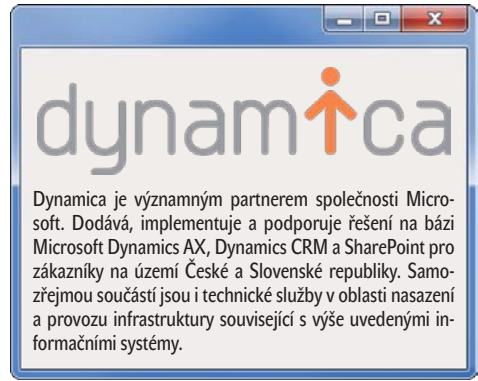 dynamica
Dynamica je významným partnerem společnosti Micro-
soft. Dodává, implementuje a podporuje řešení na bázi
Microsoft Dynamics AX, Dynamics CRM a SharePoint pro
zákazníky na území České a Slovenské republiky. Samo-
zřejmou součástí jsou i technické služby v oblasti nasazení
a provozu infrastruktury související s výše uvedenými in-
formačními systémy.